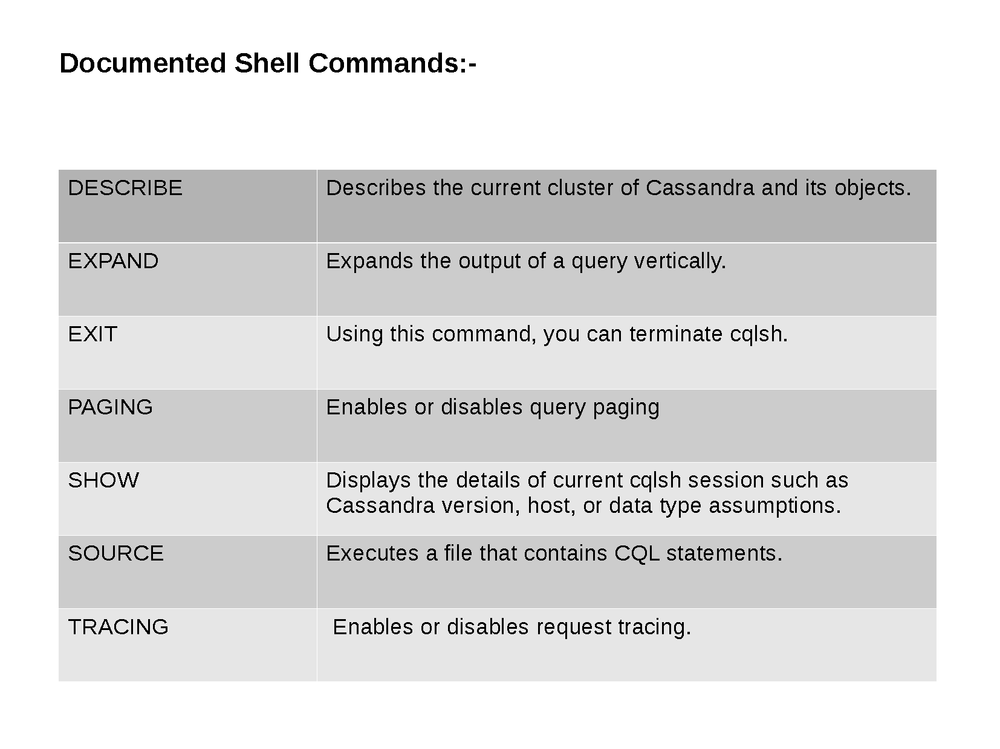 Documented Shell Commands:-
DESCRIBE
Describes the current cluster of Cassandra and its objects.
EXPAND
Expands the output of a query vertically.
EXIT
Using this command, you can terminate cqlsh.
PAGING
Enables or disables query paging
SHOW
Displays the details of current cqlsh session such as
Cassandra version, host, or data type assumptions.
SOURCE
Executes a file that contains CQL statements.
TRACING
Enables or disables request tracing.